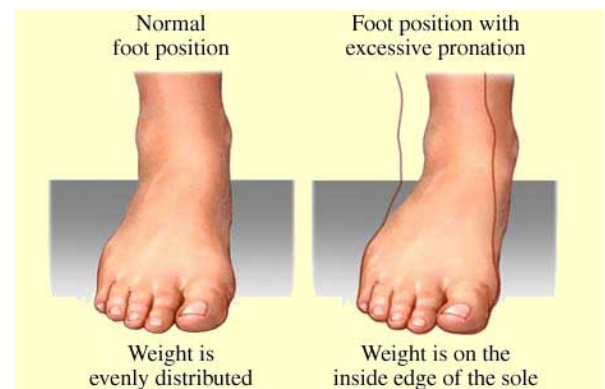 Normal
foot position
Foot position with
excessive pronation
Weight is
evenly distributed
Weight is on the
inside edge of the sole